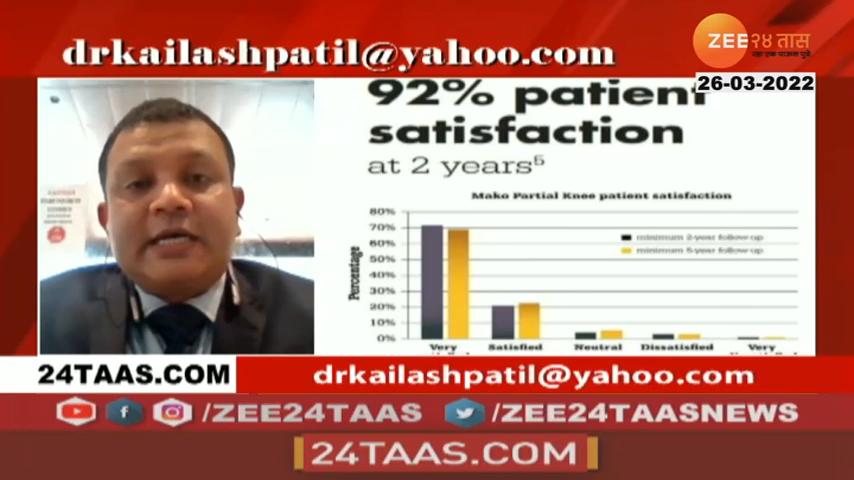 drkailashpatil@yahoo.com
ZEE २४ तास
26-03-2022
92% patient
satisfaction
at 2 years5
Mako Partial Knee patient satisfaction
80%
70%
60%
50%
40%
30%
20%
10%
0%
Percentage
minimum 2-year follow-up
minimum 5-year follow-up
Very
Satisfied
Neutral
Dissatisfied
Very
24TAAS.COM
drkailashpatil@yahoo.com
/ZEE24TAAS
/ZEE24TAASNEWS
24TAAS.COM